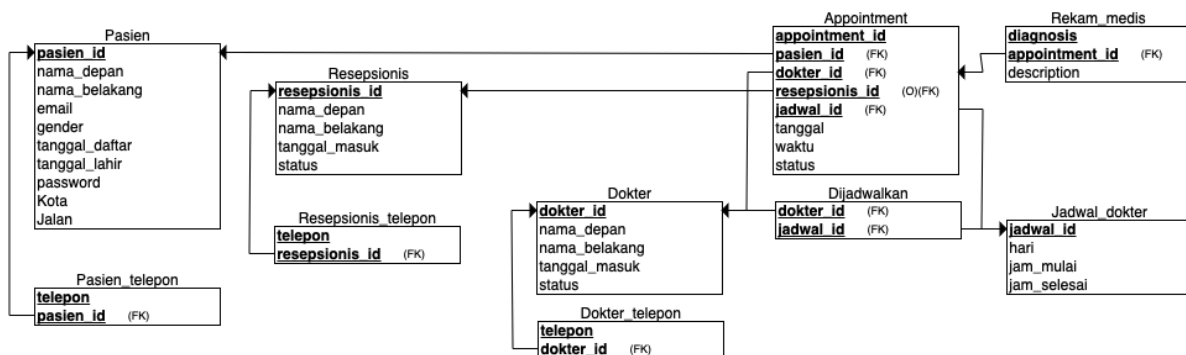 Pasien
pasien_id
nama_depan
nama_belakang
email
gender
tanggal_daftar
tanggal_lahir
password
Kota
Jalan
Pasien_telepon
telepon
pasien_id (FK)
Resepsionis
resepsionis_id
nama_depan
nama_belakang
tanggal_masuk
status
Resepsionis_telepon
telepon
resepsionis_id (FK)
Dokter
dokter_id
nama_depan
nama_belakang
tanggal_masuk
status
Dokter_telepon
telepon
dokter_id (FK)
Appointment
appointment_id
pasien_id (FK)
dokter_id (FK)
resepsionis_id (O)(FK)
jadwal_id (FK)
tanggal
waktu
status
Dijadwalkan
dokter_id (FK)
jadwal_id (FK)
Rekam_medis
diagnosis
appointment_id (FK)
description
Jadwal_dokter
jadwal_id
hari
jam_mulai
jam_selesai